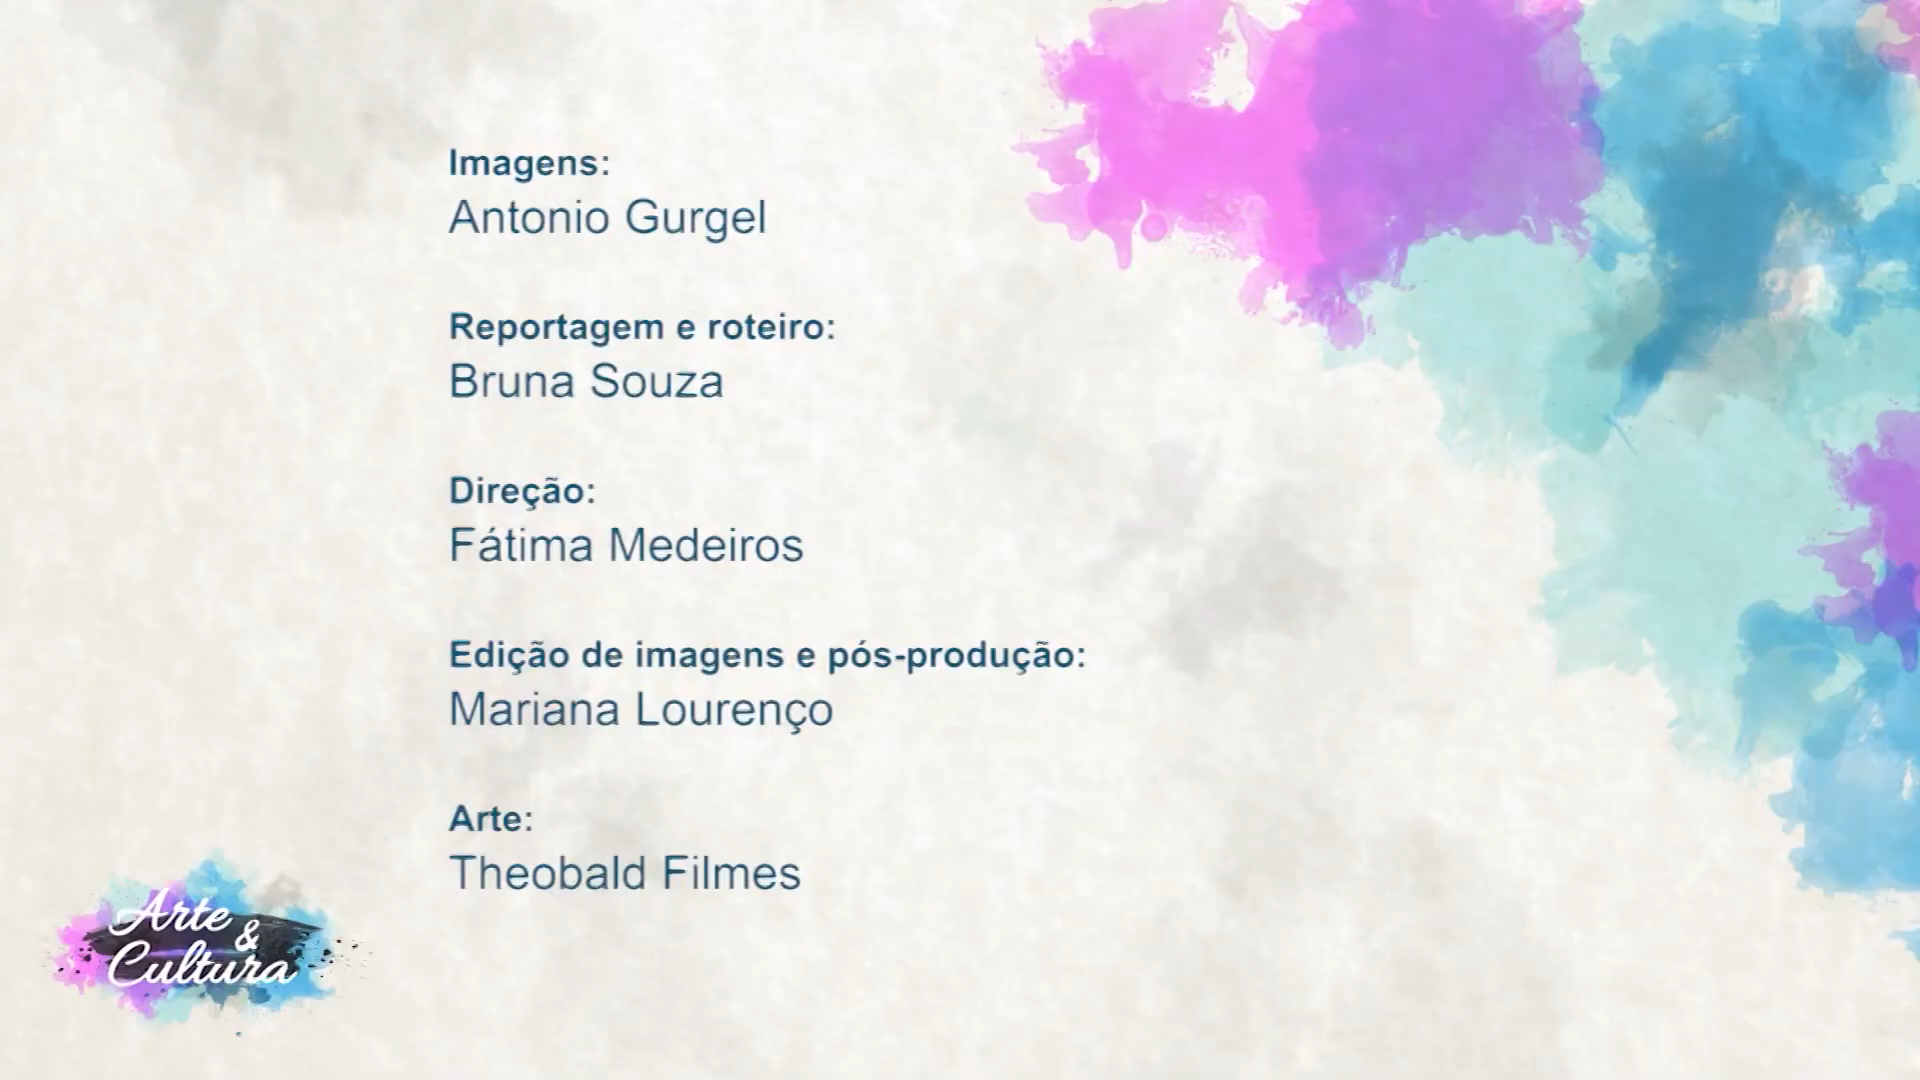 Imagens:
Antonio Gurgel
Reportagem e roteiro:
Bruna Souza
Direção:
Fátima Medeiros
Edição de imagens e pós-produção:
Mariana Lourenço
Arte:
Theobald Filmes
Arte &
Cultura